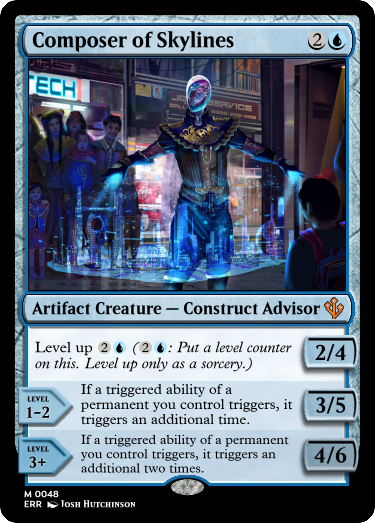 Composer of Skylines 2
TECH
SERVICE
Artifact Creature — Construct Advisor
Level up 2 (2: Put a level counter
on this. Level up only as a sorcery.)
2/4
LEVEL
1-2
If a triggered ability of a
permanent you control triggers, it
triggers an additional time.
3/5
LEVEL
3+
If a triggered ability of a permanent
you control triggers, it triggers an
additional two times.
4/6
M 0048
ERR Josh Hutchinson